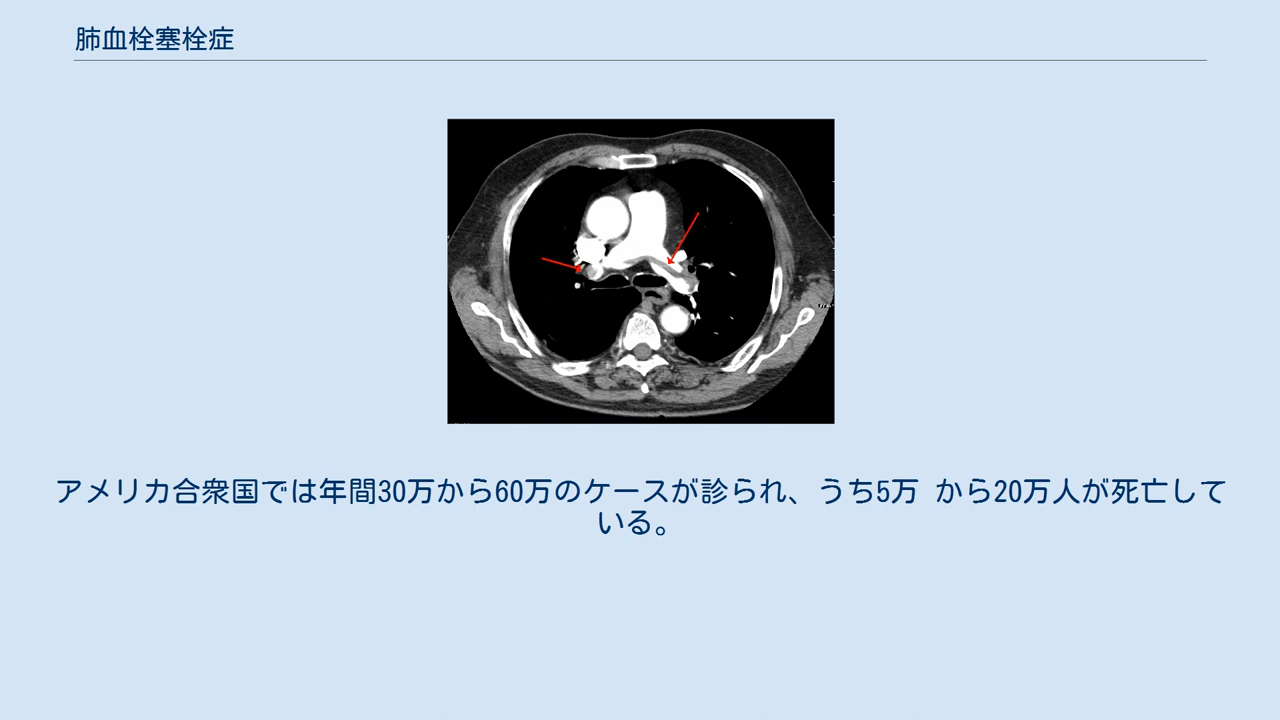 肺血栓塞栓症
アメリカ合衆国では年間30万から60万のケースが診られ、うち5万 から20万人が死亡して
いる。